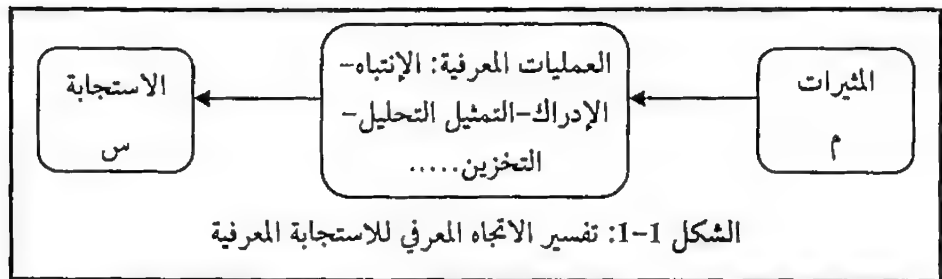 المثيرات
م
العمليات المعرفية: الإنتباه-
الإدراك-التمثيل التحليل-
التخزين.....
الاستجابة
س
الشكل 1-1: تفسير الاتجاه المعرفي للاستجابة المعرفية